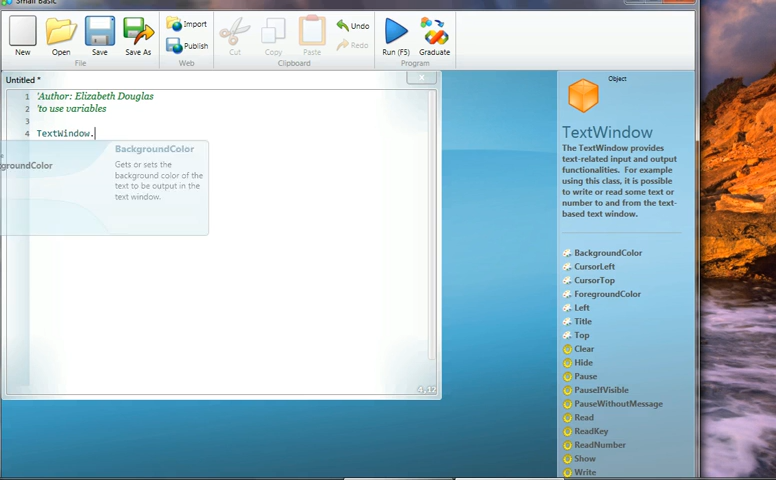 Small Basic
New
Open
Save
Save As
Import
Publish
Cut
Copy
Paste
Undo
Redo
Run (F5)
Graduate
File
Web
Clipboard
Program
Untitled *
x
1 'Author: Elizabeth Douglas
2 'to use variables
3
4 TextWindow.
groundColor
BackgroundColor
Gets or sets the
background color of the
text to be output in the
text window.
4,12
Object
TextWindow
The TextWindow provides
text-related input and output
functionalities. For example
using this class, it is possible
to write or read some text or
number to and from the text-
based text window.
BackgroundColor
CursorLeft
CursorTop
ForegroundColor
Left
Title
Top
Clear
Hide
Pause
PauseIfVisible
PauseWithoutMessage
Read
ReadKey
ReadNumber
Show
Write